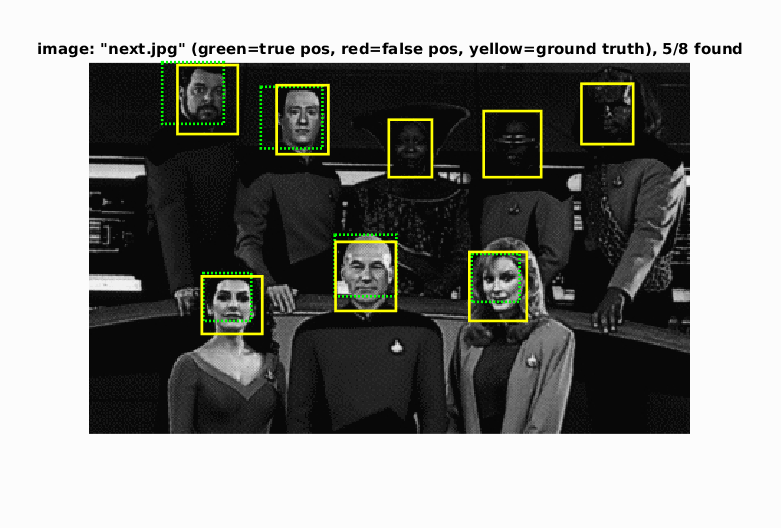 image: "next.jpg" (green=true pos, red=false pos, yellow=ground truth), 5/8 found